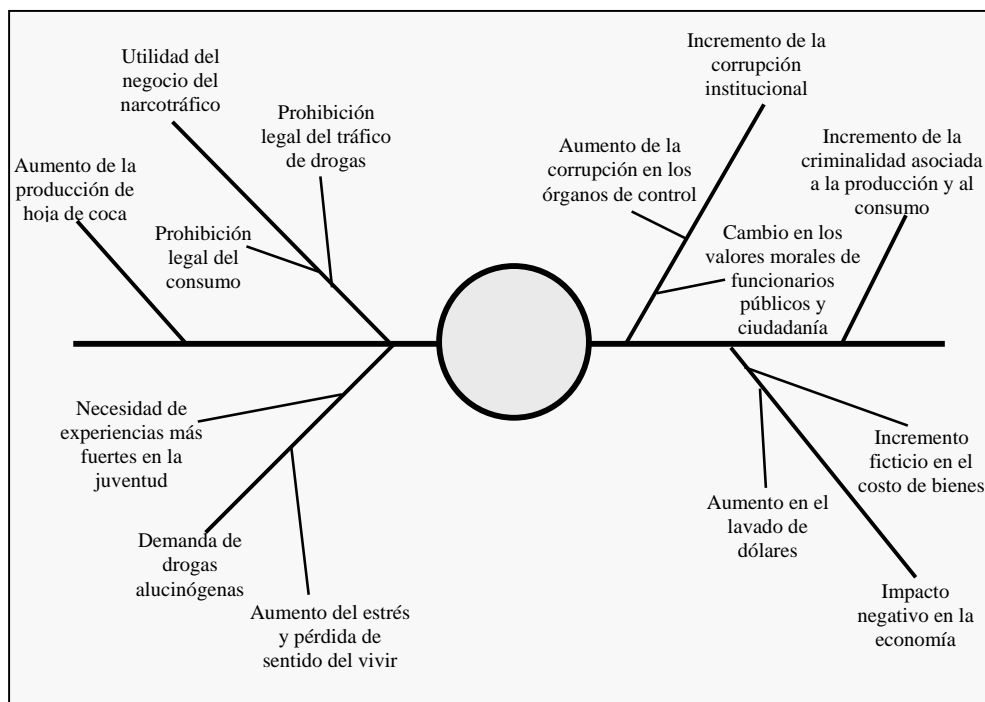 Utilidad del
negocio del
narcotráfico
Prohibición
legal del tráfico
de drogas
Aumento de la
producción de
hoja de coca
Prohibición
legal del
consumo
Necesidad de
experiencias más
fuertes en la
juventud
Demanda de
drogas
alucinógenas
Aumento del estrés
y pérdida de
sentido del vivir
Incremento de la
corrupción
institucional
Aumento de la
corrupción en los
órganos de control
Incremento de la
criminalidad asociada
a la producción y al
consumo
Cambio en los
valores morales de
funcionarios
públicos y
ciudadanía
Incremento
ficticio en el
costo de bienes
Aumento en el
lavado de
dólares
Impacto
negativo en la
economía